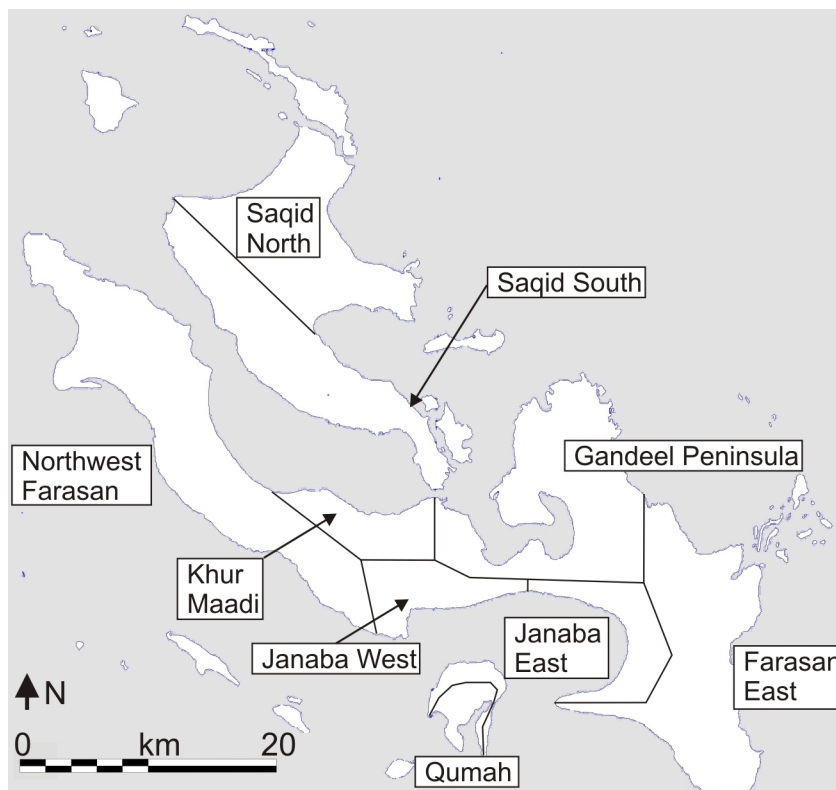 Saqid
North
Saqid South
Northwest
Farasan
Gandeel Peninsula
Khur
Maadi
Janaba West
Janaba
East
Farasan
East
N
0 km 20
Qumah